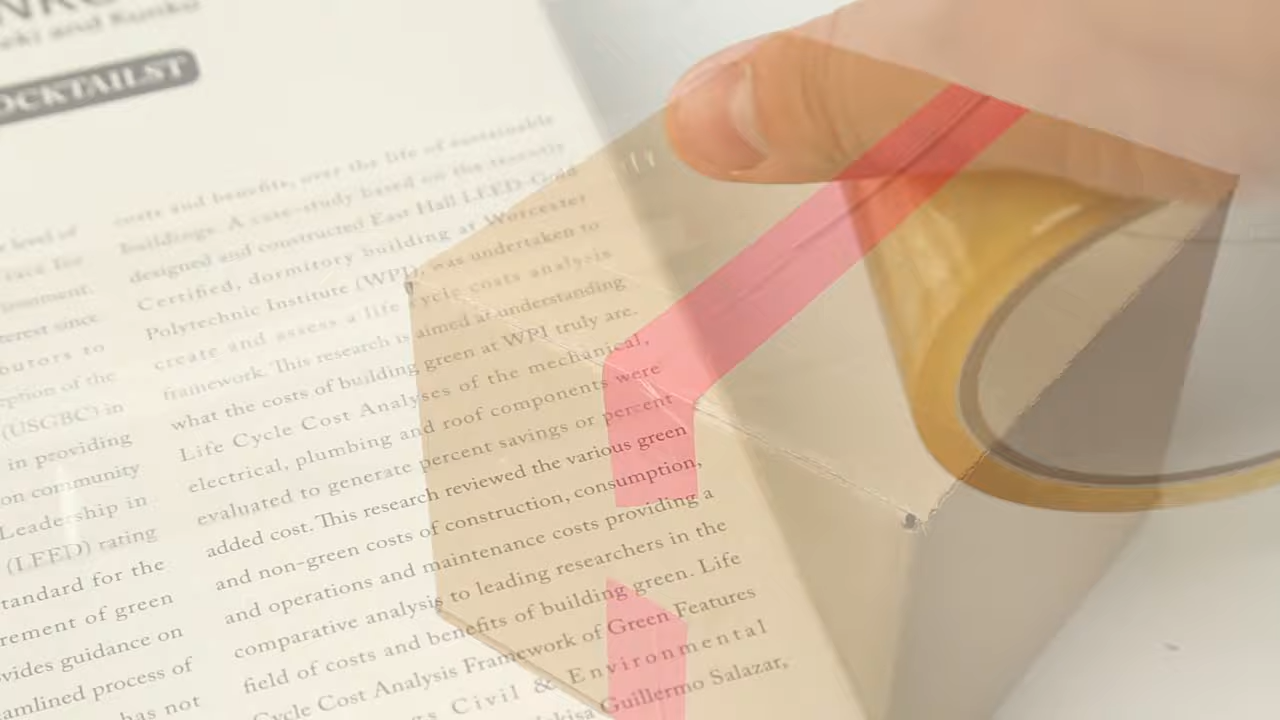 OCKTAILST
level of
race for
terest since
butors to
ption of the
(USGBC) in
in providing
on community
Leadership in
(LEED) rating
tandard for the
rement of green
vides guidance on
amlined process of
has not
costs and benefits, over the life of sustainable
buildings. A case-study based on the recently
designed and constructed East Hall LEED-Gold
Certified, dormitory building at Worcester
Polytechnic Institute (WPI), was undertaken to
create and assess a life cycle costs analysis
framework. This research is aimed at understanding
what the costs of building green at WPI truly are.
Life Cycle Cost Analyses of the mechanical,
electrical, plumbing and roof components were
evaluated to generate percent savings or percent
added cost. This research reviewed the various green
and non-green costs of construction, consumption,
and operations and maintenance costs providing a
comparative analysis to leading researchers in the
field of costs and benefits of building green. Life
Cycle Cost Analysis Framework of Green Features
Civil & Environmental
Guillermo Salazar,